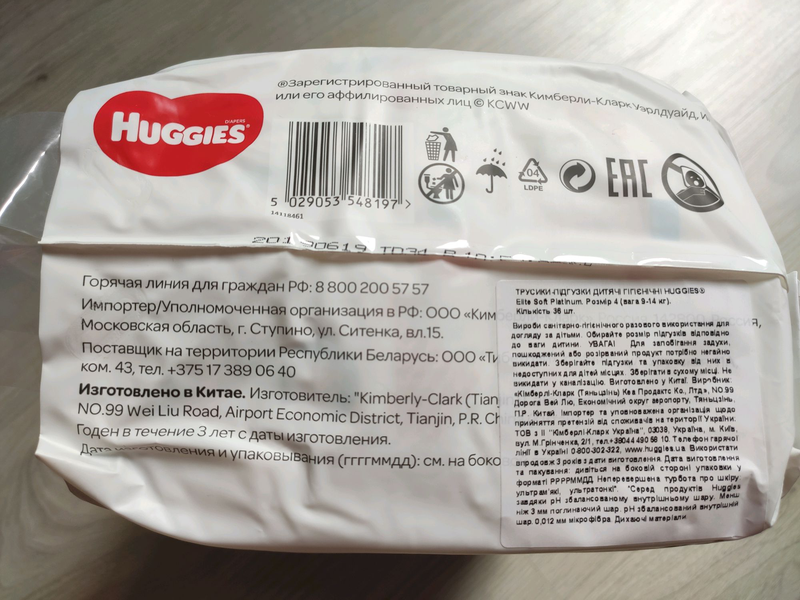 ®Зарегистрированный товарный знак Кимберли-Кларк Уэрлдуайд, И
или его аффилированных лиц © KCWW
DIAPERS
HUGGIES®
5 029053 548197 >
14118461
04
LDPE
EAC
Горячая линия для граждан РФ: 8 800 200 57 57
Импортер/Уполномоченная организация в РФ: ООО «Ким
Московская область, г. Ступино, ул. Ситенка, вл.15.
Поставщик на территории Республики Беларусь: ООО «Ти
ком. 43, тел. +375 17 389 06 40
Изготовлено в Китае. Изготовитель: "Kimberly-Clark (Tian
NO.99 Wei Liu Road, Airport Economic District, Tianjin, P.R. Ch
Годен в течение 3 лет с даты изготовления.
Дата изготовления и упаковывания (ггггммдд): см. на боко
ТРУСИКИ-ПІДГУЗКИ ДИТЯЧІ ГІГІЄНІЧНІ HUGGIES®
Elite Soft Platinum. Розмір 4 (вага 9-14 кг).
Кількість 36 шт.
Вироби санітарно-гігієнічного разового використання для
догляду за дітьми. Обирайте розмір підгузків відповідно
до ваги дитини УВАГА! Для запобігання задухи,
пошкоджений або розірваний продукт потрібно негайно
викидати. Зберігайте підгузки та упаковку від них в
недоступних для дітей місцях. Зберігати в сухому місці. Не
викидати у каналізацію. Виготовлено у Китаї. Виробник:
«Кімберлі-Кларк (Тяньцзінь) Кеа Продактс Ко., Лтд», NO.99
Дорога Вей Лю, Економічний округ аеропорту, Тяньцзінь,
П.Р. Китай Імпортер та уповноважена організація щодо
прийняття претензій від споживачів на території України:
ТОВ з ІІ "Кімберлі-Кларк Україна", 03038, Україна, м. Київ,
вул. М.Грінченка, 2/1, тел.+38044 490 56 10. Телефон гарячої
лінії в Україні 0-800-302-322, www.huggies.ua Використати
впродовж 3 років з дати виготовлення. Дата виготовлення
та пакування: дивіться на боковій стороні упаковки у
форматі РРРРММДД Неперевершена турбота про шкіру
ультрам'які, ультратонкі* *Серед продуктів Huggies
завдяки pH збалансованому внутрішньому шару. Менш
ніж 3 мм поглинаючий шар. pH збалансований внутрішній
шар. 0,012 мм мікрофібра. Дихаючі матеріали